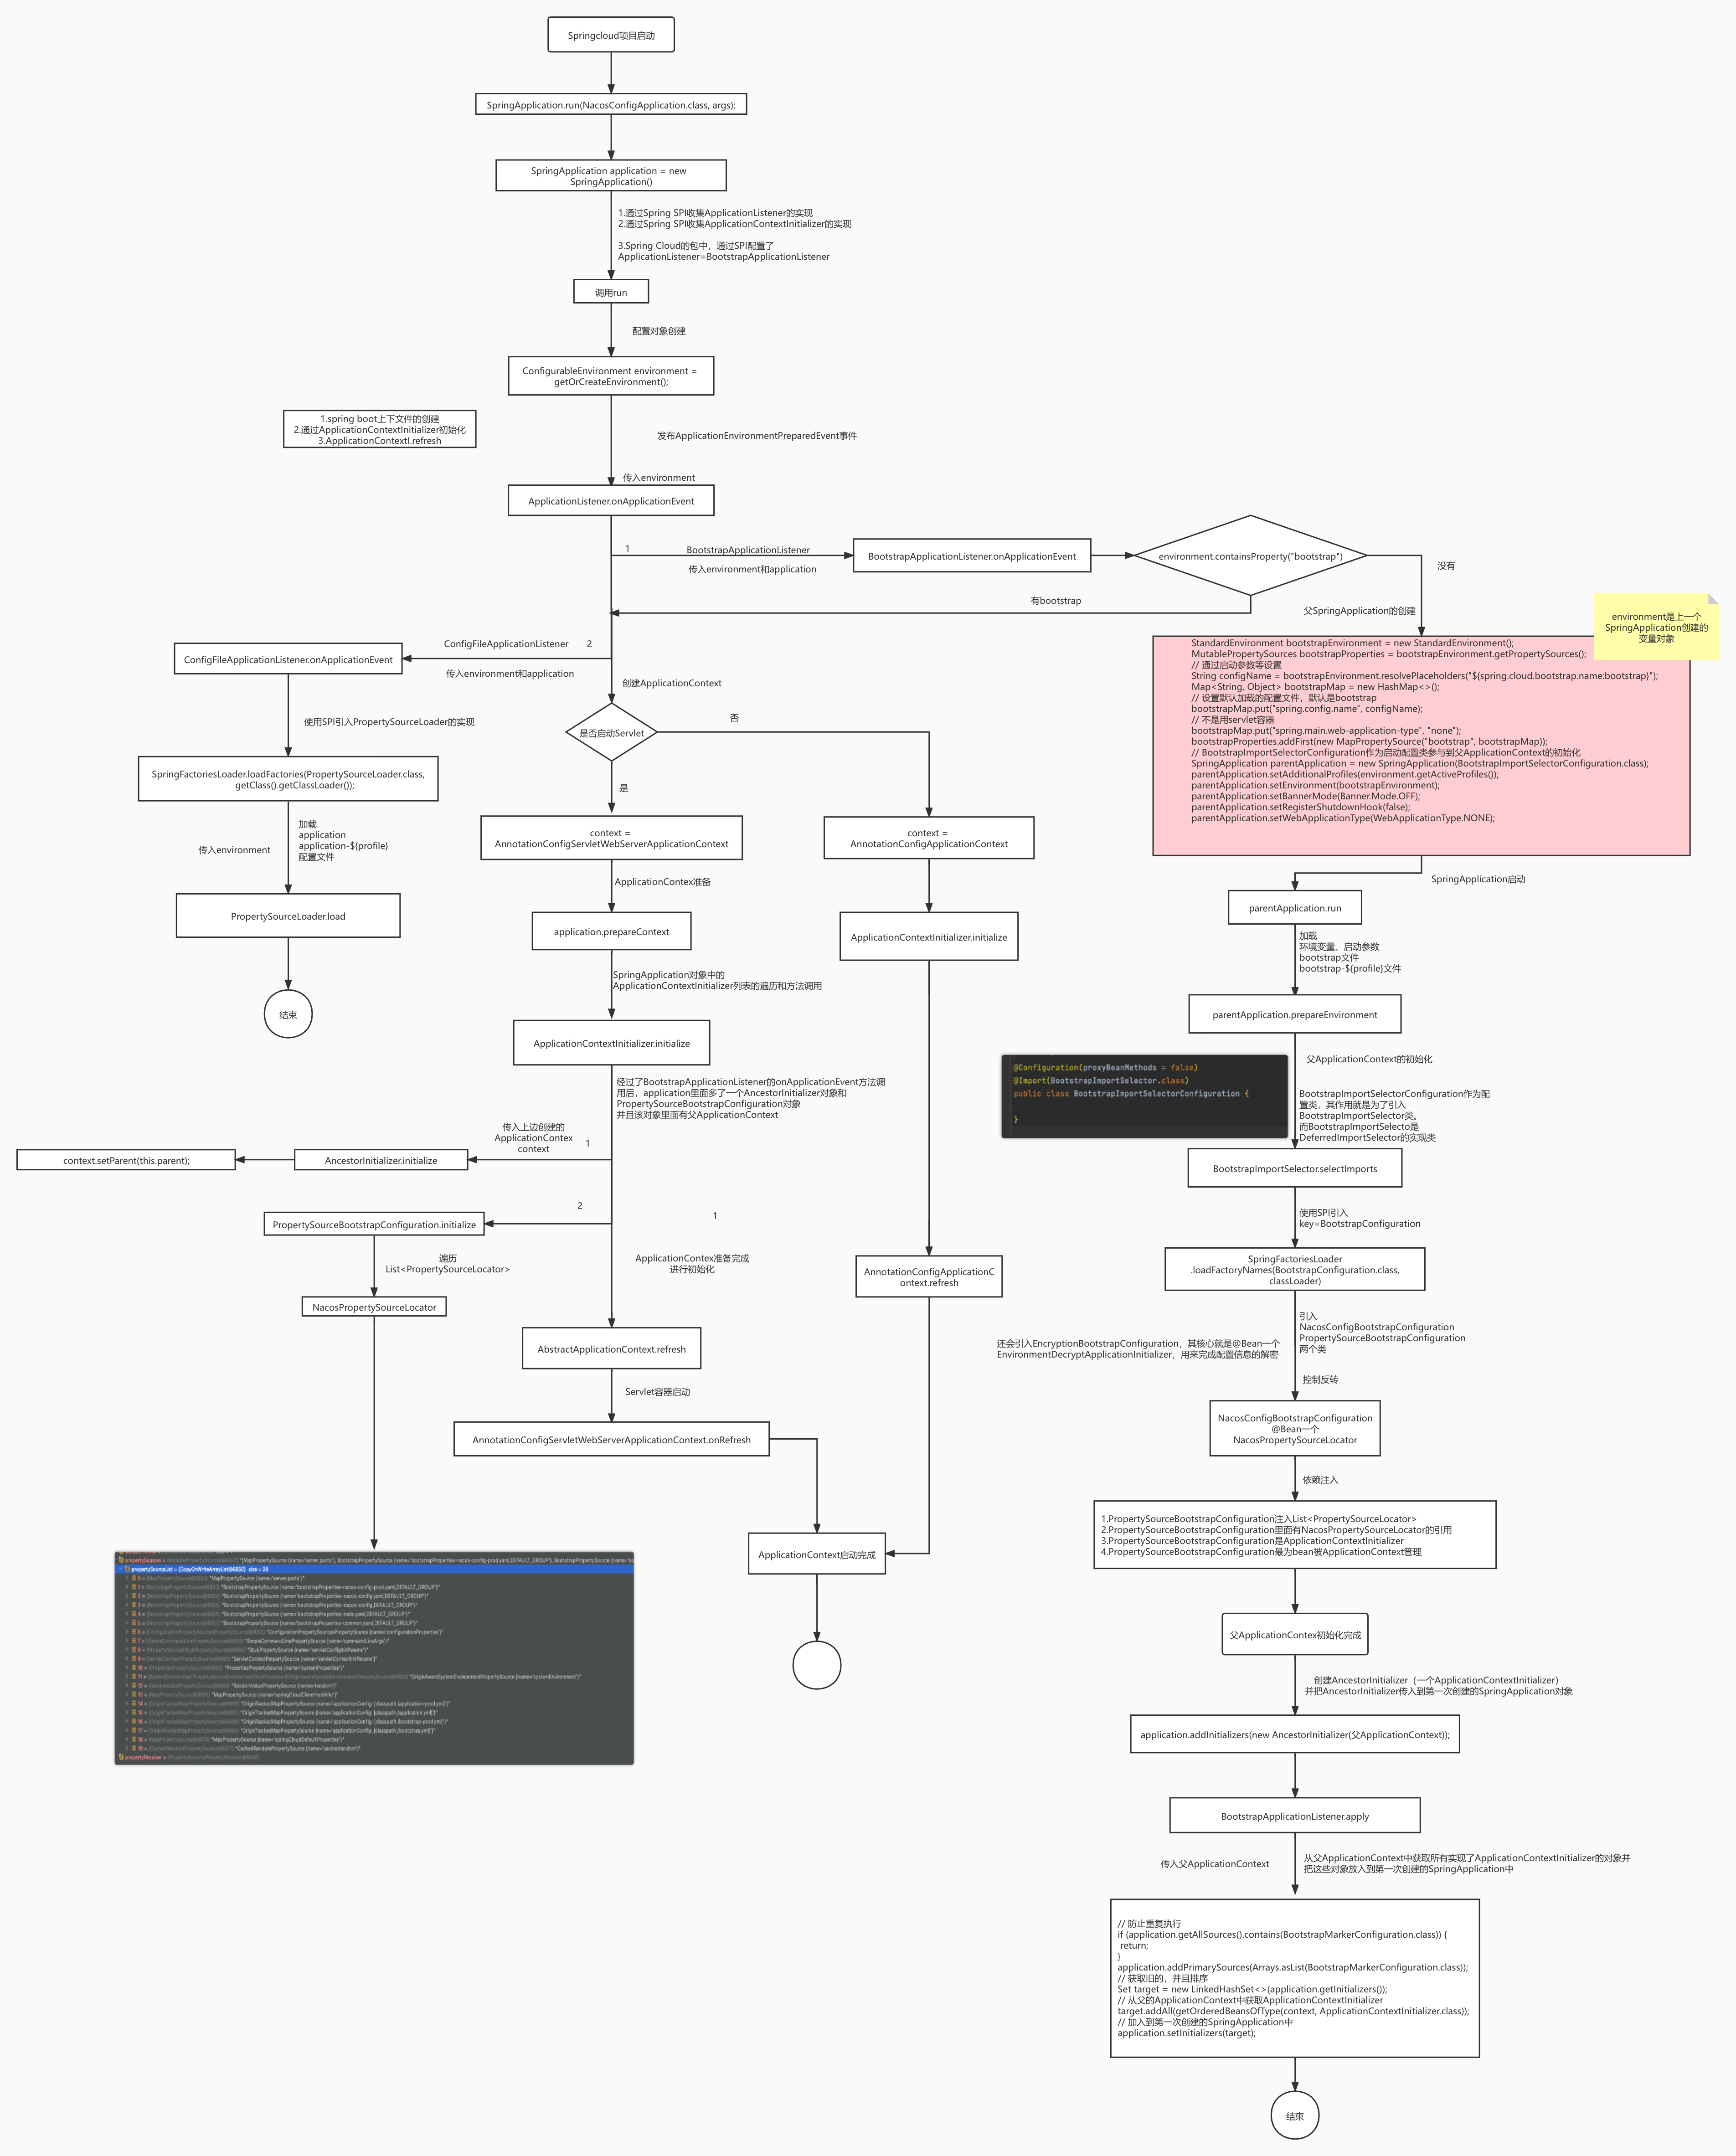 Springcloud项目启动
SpringApplication.run(NacosConfigApplication.class, args);
SpringApplication application = new
SpringApplication()
1.通过Spring SPI收集ApplicationListener的实现
2.通过Spring SPI收集ApplicationContextInitializer的实现
3.Spring Cloud的包中，通过SPI配置了
ApplicationListener=BootstrapApplicationListener
调用run
配置对象创建
ConfigurableEnvironment environment =
getOrCreateEnvironment();
1.spring boot上下文件的创建
2.通过ApplicationContextInitializer初始化
3.ApplicationContextI.refresh
发布ApplicationEnvironmentPreparedEvent事件
传入environment
ApplicationListener.onApplicationEvent
1
BootstrapApplicationListener
传入environment和application
BootstrapApplicationListener.onApplicationEvent
environment.containsProperty("bootstrap")
没有
有bootstrap
父SpringApplication的创建
environment是上一个
SpringApplication创建的
变量对象
ConfigFileApplicationListener
2
传入environment和application
ConfigFileApplicationListener.onApplicationEvent
使用SPI引入PropertySourceLoader的实现
SpringFactoriesLoader.loadFactories(PropertySourceLoader.class,
getClass().getClassLoader());
传入environment
加载
application
application-$(profile)
配置文件
PropertySourceLoader.load
结束
创建ApplicationContext
是否启动Servlet
否
是
context =
AnnotationConfigServletWebServerApplicationContext
ApplicationContex准备
application.prepareContext
SpringApplication对象中的
ApplicationContextInitializer列表的遍历和方法调用
ApplicationContextInitializer.initialize
经过了BootstrapApplicationListener的onApplicationEvent方法调
用后，application里面多了一个AncestorInitializer对象和
PropertySourceBootstrapConfiguration对象
并且该对象里面有父ApplicationContext
传入上边创建的
ApplicationContex
context
1
AncestorInitializer.initialize
context.setParent(this.parent);
2
PropertySourceBootstrapConfiguration.initialize
遍历
List<PropertySourceLocator>
NacosPropertySourceLocator
1
ApplicationContex准备完成
进行初始化
AbstractApplicationContext.refresh
Servlet容器启动
AnnotationConfigServletWebServerApplicationContext.onRefresh
context =
AnnotationConfigApplicationContext
ApplicationContextInitializer.initialize
AnnotationConfigApplicationC
ontext.refresh
ApplicationContext启动完成
StandardEnvironment bootstrapEnvironment = new StandardEnvironment();
MutablePropertySources bootstrapProperties = bootstrapEnvironment.getPropertySources();
// 通过启动参数等设置
String configName = bootstrapEnvironment.resolvePlaceholders("${spring.cloud.bootstrap.name:bootstrap}");
Map<String, Object> bootstrapMap = new HashMap<>();
// 设置默认加载的配置文件，默认是bootstrap
bootstrapMap.put("spring.config.name", configName);
// 不是用servlet容器
bootstrapMap.put("spring.main.web-application-type", "none");
bootstrapProperties.addFirst(new MapPropertySource("bootstrap", bootstrapMap));
// BootstrapImportSelectorConfiguration作为启动配置类参与到父ApplicationContext的初始化
SpringApplication parentApplication = new SpringApplication(BootstrapImportSelectorConfiguration.class);
parentApplication.setAdditionalProfiles(environment.getActiveProfiles());
parentApplication.setEnvironment(bootstrapEnvironment);
parentApplication.setBannerMode(Banner.Mode.OFF);
parentApplication.setRegisterShutdownHook(false);
parentApplication.setWebApplicationType(WebApplicationType.NONE);
SpringApplication启动
parentApplication.run
加载
环境变量、启动参数
bootstrap文件
bootstrap-$(profile)文件
parentApplication.prepareEnvironment
父ApplicationContext的初始化
@Configuration(proxyBeanMethods = false)
@Import(BootstrapImportSelector.class)
public class BootstrapImportSelectorConfiguration {
}
BootstrapImportSelectorConfiguration作为配
置类，其作用就是为了引入
BootstrapImportSelector类。
而BootstrapImportSelecto是
DeferredImportSelector的实现类
BootstrapImportSelector.selectImports
使用SPI引入
key=BootstrapConfiguration
SpringFactoriesLoader
.loadFactoryNames(BootstrapConfiguration.class,
classLoader)
还会引入EncryptionBootstrapConfiguration，其核心就是@Bean一个
EnvironmentDecryptApplicationInitializer，用来完成配置信息的解密
引入
NacosConfigBootstrapConfiguration
PropertySourceBootstrapConfiguration
两个类
控制反转
NacosConfigBootstrapConfiguration
@Bean一个
NacosPropertySourceLocator
依赖注入
1.PropertySourceBootstrapConfiguration注入List<PropertySourceLocator>
2.PropertySourceBootstrapConfiguration里面有NacosPropertySourceLocator的引用
3.PropertySourceBootstrapConfiguration是ApplicationContextInitializer
4.PropertySourceBootstrapConfiguration最为bean被ApplicationContext管理
父ApplicationContex初始化完成
创建AncestorInitializer（一个ApplicationContextInitializer）
并把AncestorInitializer传入到第一次创建的SpringApplication对象
application.addInitializers(new AncestorInitializer(父ApplicationContext));
BootstrapApplicationListener.apply
传入父ApplicationContext
从父ApplicationContext中获取所有实现了ApplicationContextInitializer的对象并
把这些对象放入到第一次创建的SpringApplication中
// 防止重复执行
if (application.getAllSources().contains(BootstrapMarkerConfiguration.class)) {
return;
}
application.addPrimarySources(Arrays.asList(BootstrapMarkerConfiguration.class));
// 获取旧的，并且排序
Set target = new LinkedHashSet<>(application.getInitializers());
// 从父的ApplicationContext中获取ApplicationContextInitializer
target.addAll(getOrderedBeansOfType(context, ApplicationContextInitializer.class));
// 加入到第一次创建的SpringApplication中
application.setInitializers(target);
结束